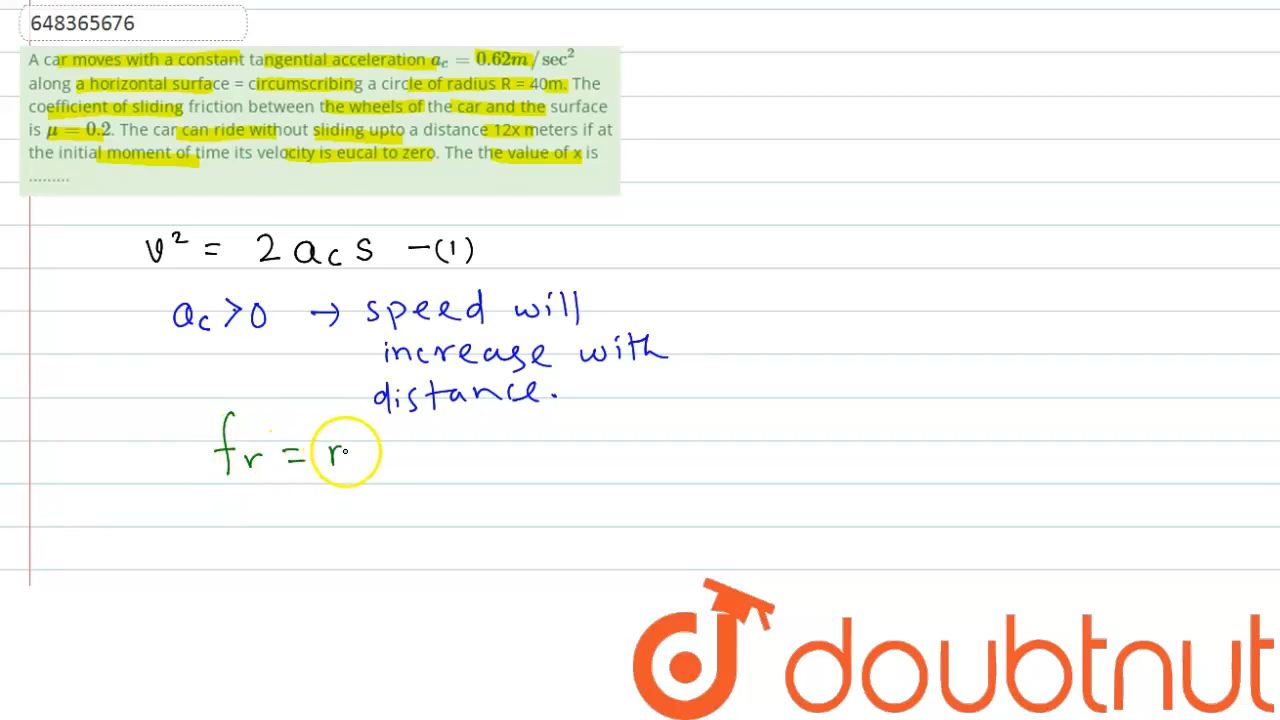 648365676
A car moves with a constant tangential acceleration a_c = 0.62m/sec²
along a horizontal surface = circumscribing a circle of radius R = 40m. The
coefficient of sliding friction between the wheels of the car and the surface
is μ = 0.2. The car can ride without sliding upto a distance 12x meters if at
the initial moment of time its velocity is eucal to zero. The the value of x is
.........
v² = 2 a_c s -(1)
a_c > 0 → speed will
increase with
distance.
f_r = r
doubtnut